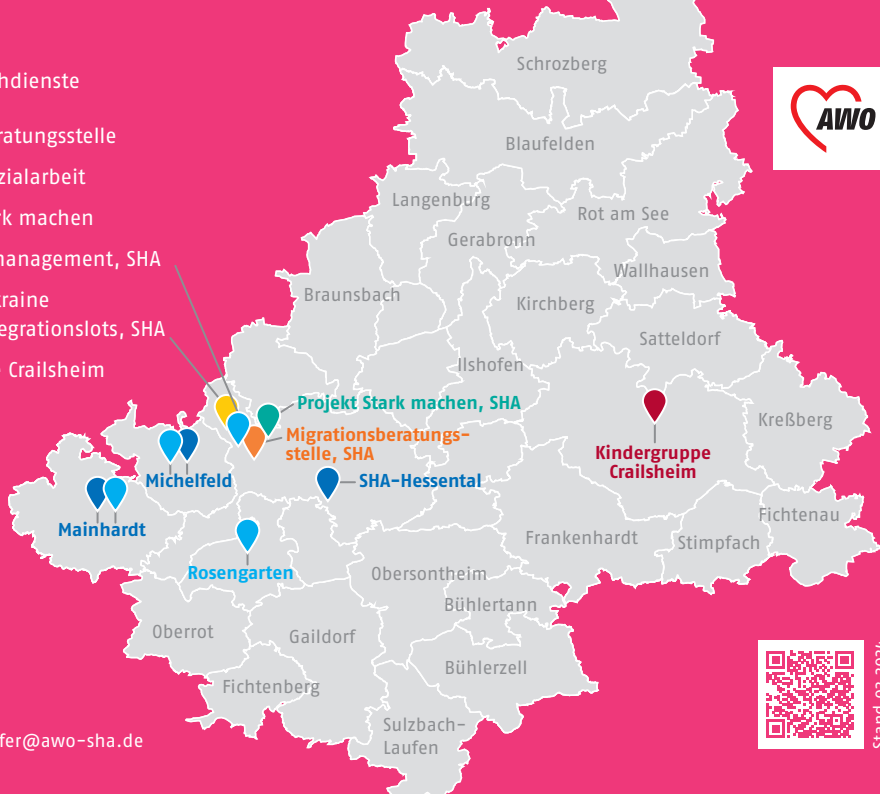 hdienste
ratungsstelle
zialarbeit
rk machen
management, SHA
raine
egrationslots, SHA
Crailsheim
fer@awo-sha.de
Schrozberg
AWO
Blaufelden
Langenburg
Rot am See
Gerabronn
Wallhausen
Braunsbach
Kirchberg
Satteldorf
Ilshofen
Projekt Stark machen, SHA
Kreßberg
Migrationsberatungs-
stelle, SHA
Kindergruppe
Crailsheim
Michelfeld
SHA-Hessental
Mainhardt
Fichtenau
Frankenhardt
Stimpfach
Rosengarten
Obersontheim
Bühlertann
Oberrot
Gaildorf
Bühlerzell
Fichtenberg
Sulzbach-
Laufen